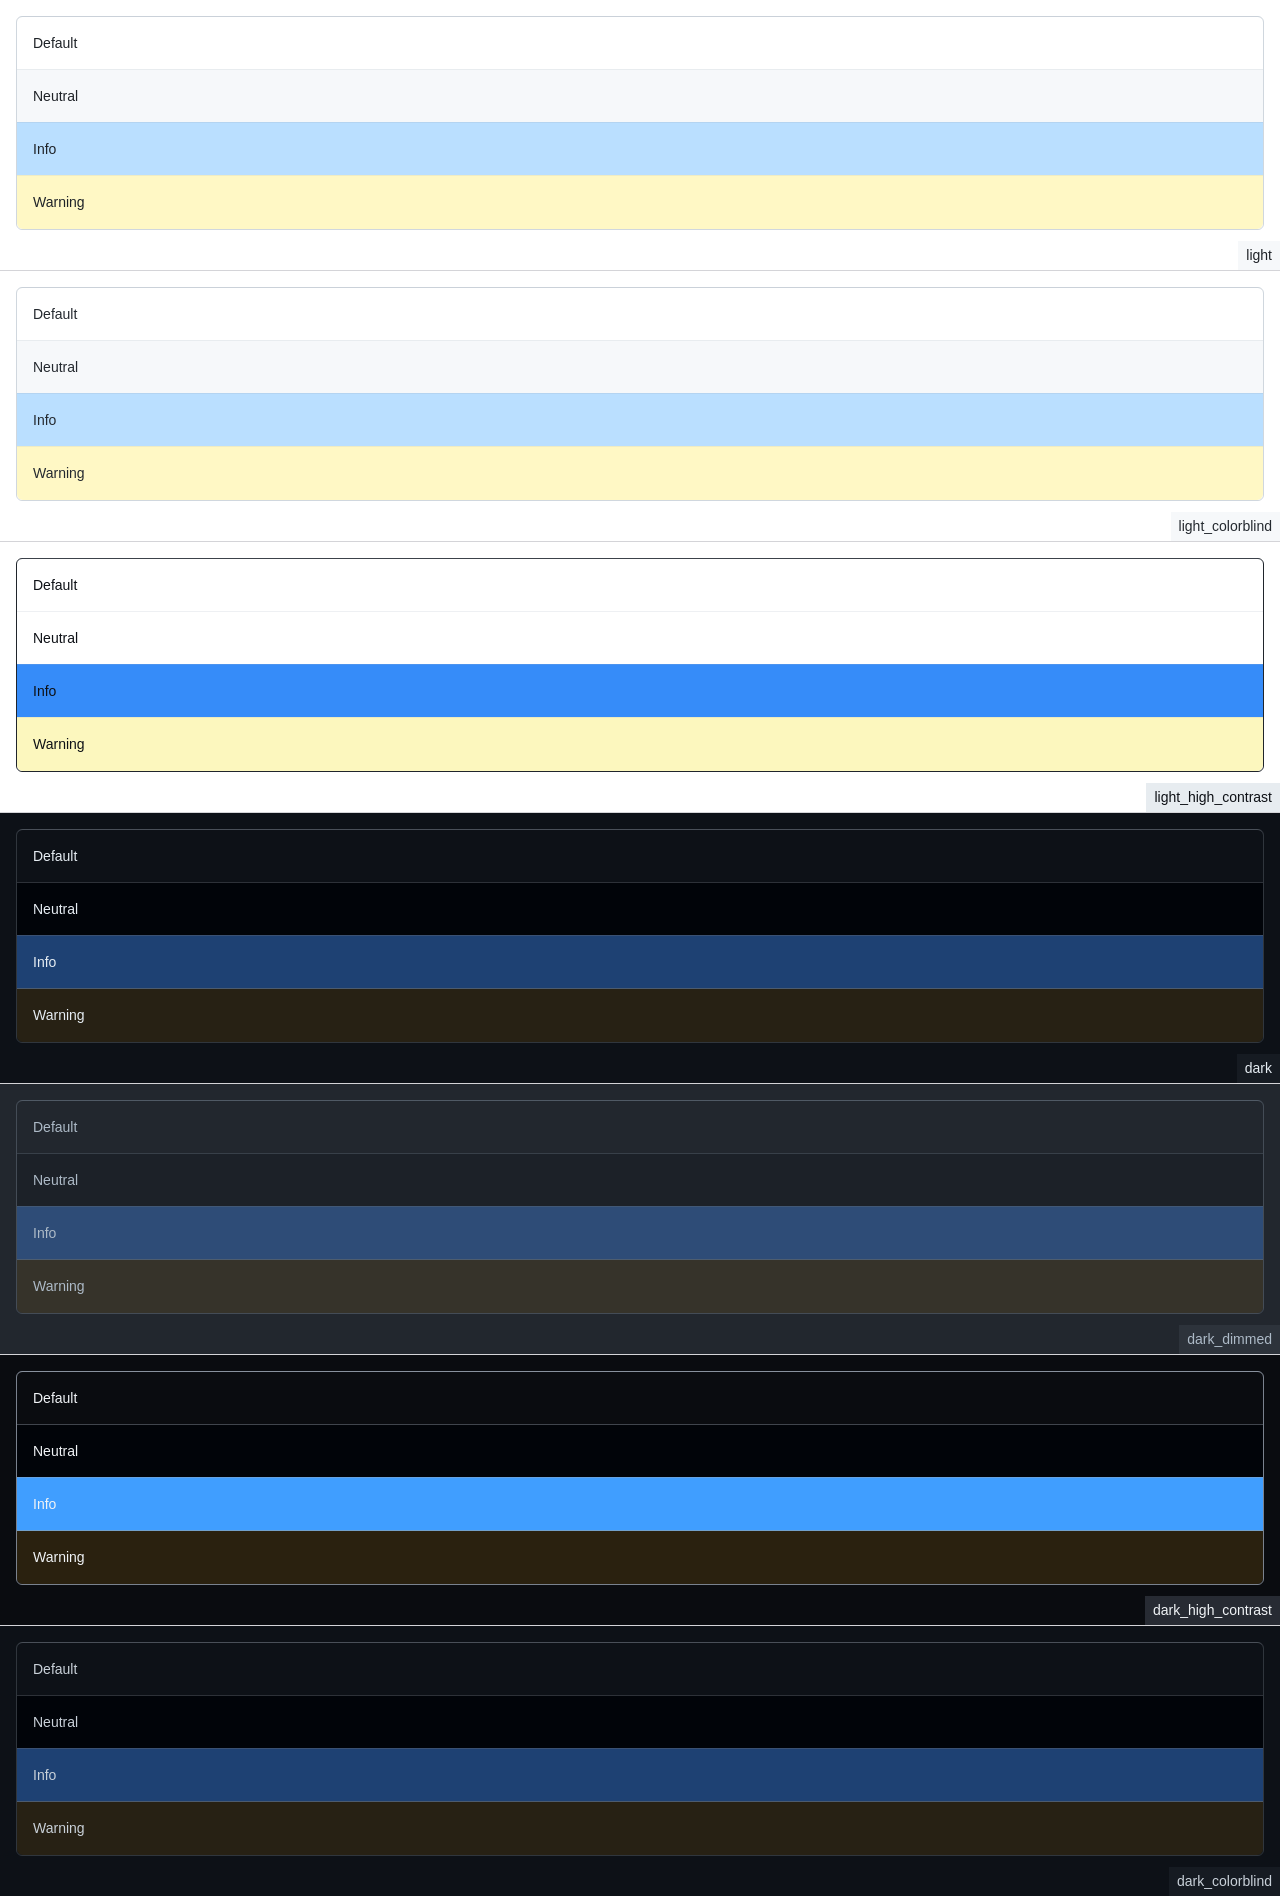 Default
Neutral
Info
Warning
light
Default
Neutral
Info
Warning
light_colorblind
Default
Neutral
Info
Warning
light_high_contrast
Default
Neutral
Info
Warning
dark
Default
Neutral
Info
Warning
dark_dimmed
Default
Neutral
Info
Warning
dark_high_contrast
Default
Neutral
Info
Warning
dark_colorblind